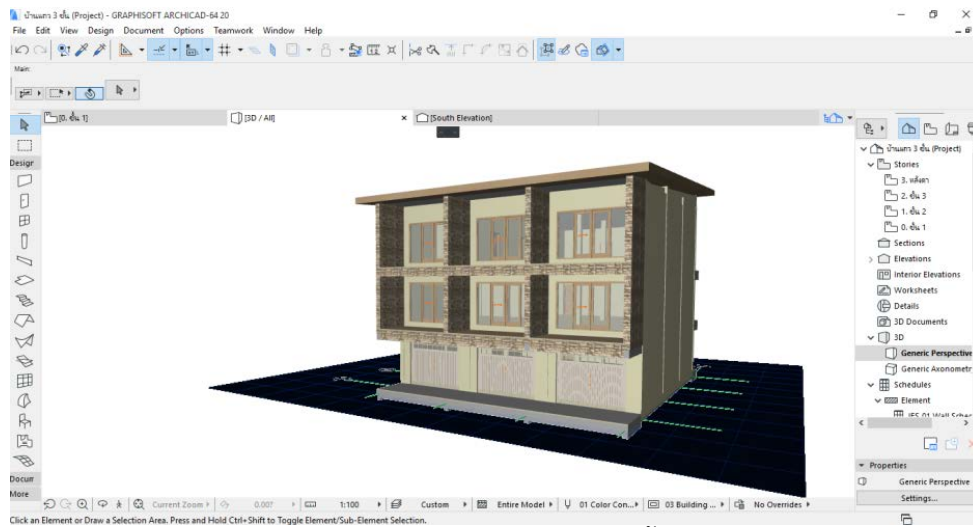 บ้านแถว 3 ชั้น (Project) - GRAPHISOFT ARCHICAD-64 20
File Edit View Design Document Options Teamwork Window Help
Main:
[0. ชั้น 1]
[3D / All]
[South Elevation]
Design
Docum
More
บ้านแถว 3 ชั้น (Project)
Stories
3. หลังคา
2. ชั้น 3
1. ชั้น 2
0. ชั้น 1
Sections
Elevations
Interior Elevations
Worksheets
Details
3D Documents
3D
Generic Perspective
Generic Axonometr
Schedules
Element
IES 01 Wall Sched
Properties
Generic Perspective
Settings...
Current Zoom
0.00°
1:100
Custom
Entire Model
01 Color Con...
03 Building ...
No Overrides
Click an Element or Draw a Selection Area. Press and Hold Ctrl+Shift to Toggle Element/Sub-Element Selection.